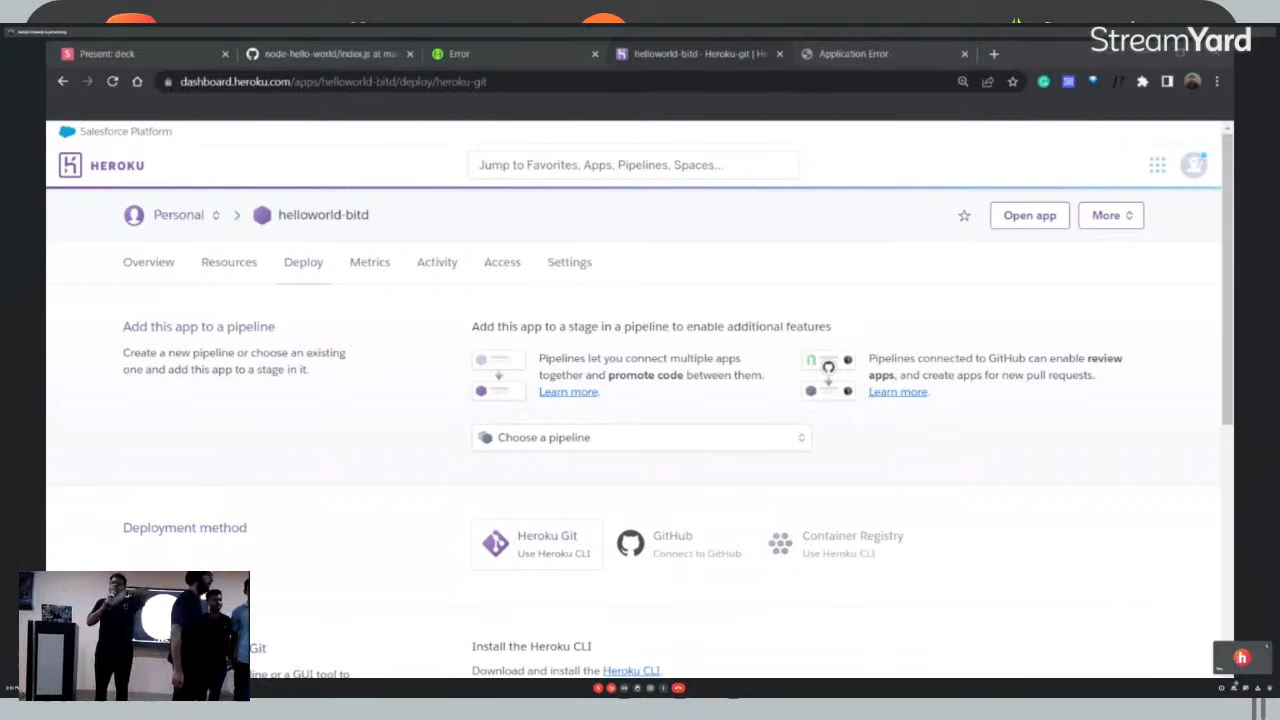 StreamYard
Present: deck
node-hello-world/index.js at ma
Error
helloworld-bitd - Heroku-git | He
Application Error
dashboard.heroku.com/apps/helloworld-bitd/deploy/heroku-git
Salesforce Platform
HEROKU
Jump to Favorites, Apps, Pipelines, Spaces...
Personal
helloworld-bitd
Open app
More
Overview
Resources
Deploy
Metrics
Activity
Access
Settings
Add this app to a pipeline
Create a new pipeline or choose an existing
one and add this app to a stage in it.
Add this app to a stage in a pipeline to enable additional features
Pipelines let you connect multiple apps
together and promote code between them.
Learn more.
Pipelines connected to GitHub can enable review
apps, and create apps for new pull requests.
Learn more.
Choose a pipeline
Deployment method
Heroku Git
Use Heroku CLI
GitHub
Connect to GitHub
Container Registry
Use Heroku CLI
Git
ine or a GUI tool to
Install the Heroku CLI
Download and install the Heroku CLI.
h